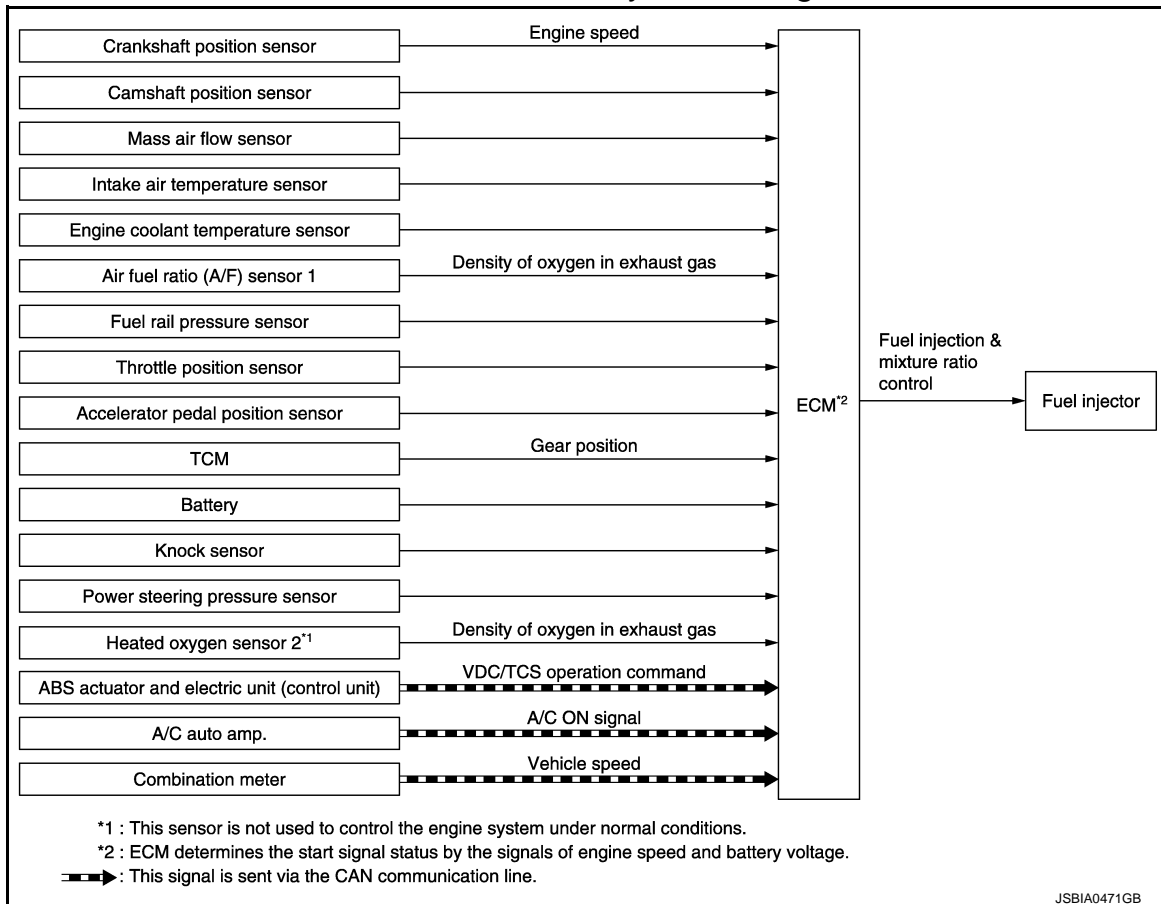 Crankshaft position sensor
Engine speed
Camshaft position sensor
Mass air flow sensor
Intake air temperature sensor
Engine coolant temperature sensor
Air fuel ratio (A/F) sensor 1
Density of oxygen in exhaust gas
Fuel rail pressure sensor
Throttle position sensor
Accelerator pedal position sensor
TCM
Gear position
Battery
Knock sensor
Power steering pressure sensor
Heated oxygen sensor 2*1
Density of oxygen in exhaust gas
ABS actuator and electric unit (control unit)
VDC/TCS operation command
A/C auto amp.
A/C ON signal
Combination meter
Vehicle speed
ECM*2
Fuel injection &
mixture ratio
control
Fuel injector
*1 : This sensor is not used to control the engine system under normal conditions.
*2 : ECM determines the start signal status by the signals of engine speed and battery voltage.
: This signal is sent via the CAN communication line.
JSBIA0471GB